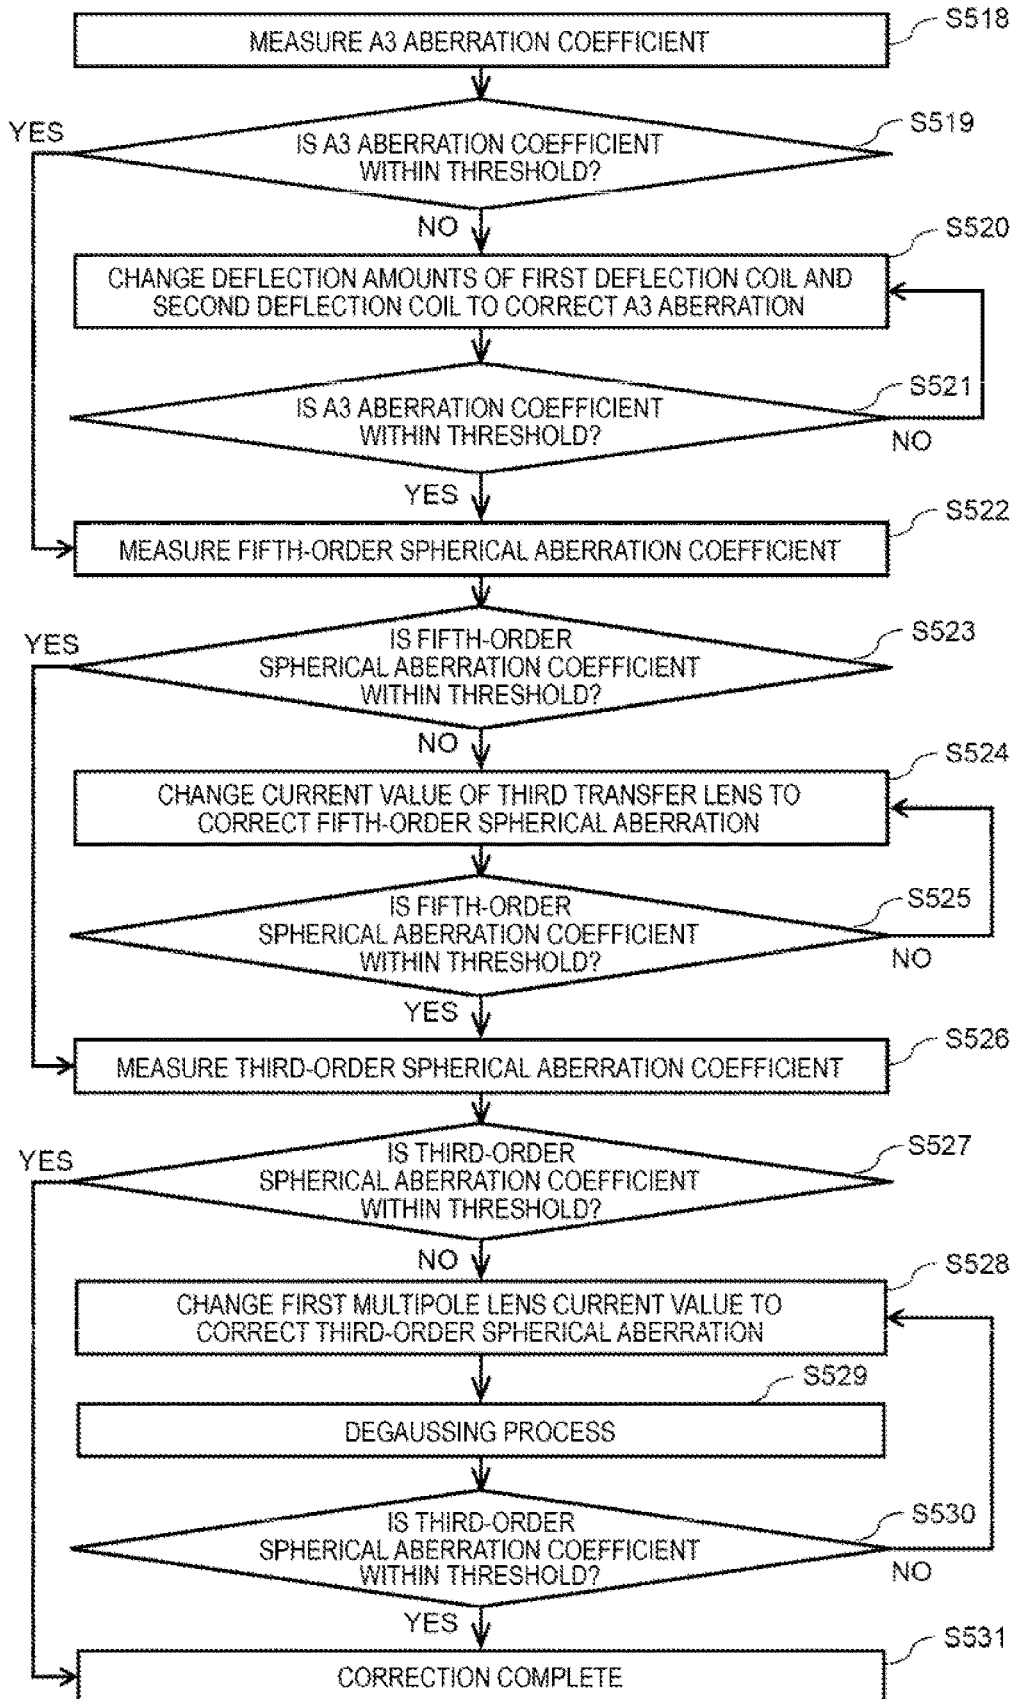 S518
MEASURE A3 ABERRATION COEFFICIENT
YES
S519
IS A3 ABERRATION COEFFICIENT
WITHIN THRESHOLD?
NO
S520
CHANGE DEFLECTION AMOUNTS OF FIRST DEFLECTION COIL AND
SECOND DEFLECTION COIL TO CORRECT A3 ABERRATION
S521
IS A3 ABERRATION COEFFICIENT
WITHIN THRESHOLD?
NO
YES
S522
MEASURE FIFTH-ORDER SPHERICAL ABERRATION COEFFICIENT
YES
S523
IS FIFTH-ORDER
SPHERICAL ABERRATION COEFFICIENT
WITHIN THRESHOLD?
NO
S524
CHANGE CURRENT VALUE OF THIRD TRANSFER LENS TO
CORRECT FIFTH-ORDER SPHERICAL ABERRATION
S525
IS FIFTH-ORDER
SPHERICAL ABERRATION COEFFICIENT
WITHIN THRESHOLD?
NO
YES
S526
MEASURE THIRD-ORDER SPHERICAL ABERRATION COEFFICIENT
YES
S527
IS THIRD-ORDER
SPHERICAL ABERRATION COEFFICIENT
WITHIN THRESHOLD?
NO
S528
CHANGE FIRST MULTIPOLE LENS CURRENT VALUE TO
CORRECT THIRD-ORDER SPHERICAL ABERRATION
S529
DEGAUSSING PROCESS
S530
IS THIRD-ORDER
SPHERICAL ABERRATION COEFFICIENT
WITHIN THRESHOLD?
NO
YES
S531
CORRECTION COMPLETE